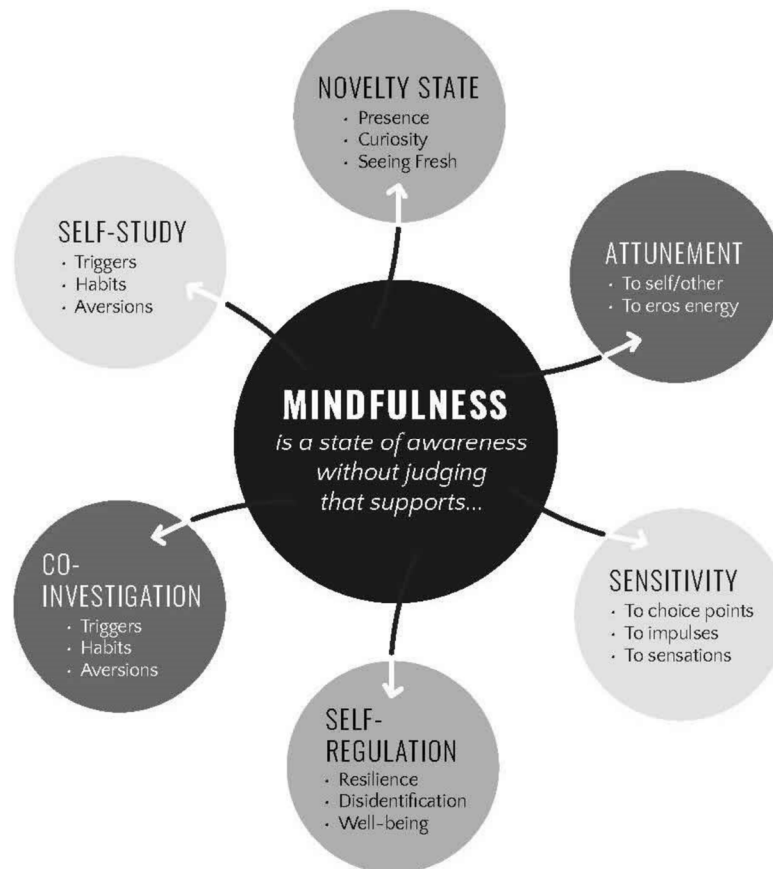 NOVELTY STATE
· Presence
· Curiosity
· Seeing Fresh
SELF-STUDY
· Triggers
· Habits
· Aversions
ATTUNEMENT
· To self/other
· To eros energy
MINDFULNESS
is a state of awareness
without judging
that supports...
CO-
INVESTIGATION
· Triggers
· Habits
· Aversions
SENSITIVITY
· To choice points
· To impulses
· To sensations
SELF-
REGULATION
· Resilience
· Disidentification
· Well-being